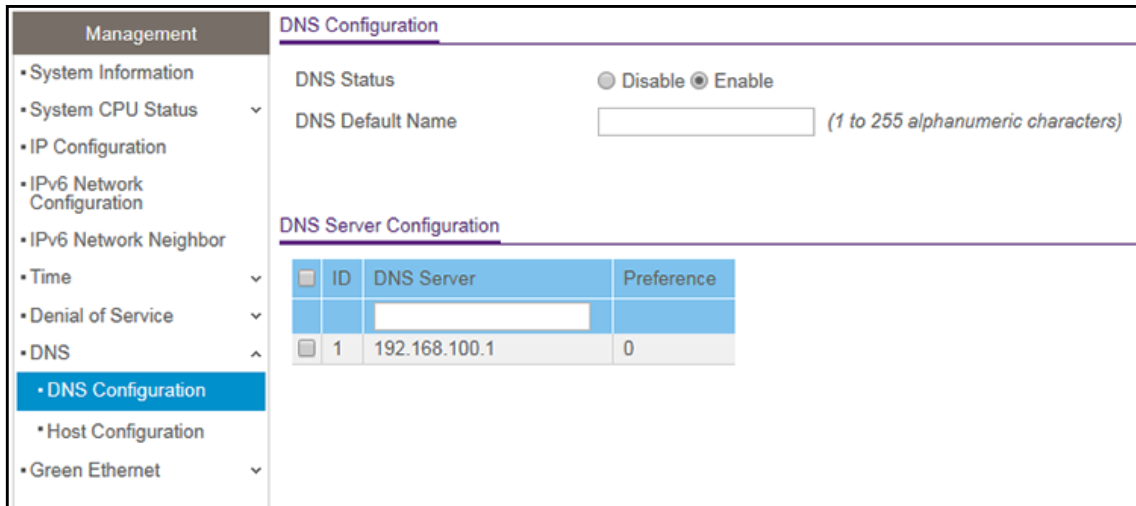 Management
• System Information
• System CPU Status
• IP Configuration
• IPv6 Network
Configuration
• IPv6 Network Neighbor
• Time
• Denial of Service
• DNS
• DNS Configuration
• Host Configuration
• Green Ethernet
DNS Configuration
DNS Status Disable Enable
DNS Default Name (1 to 255 alphanumeric characters)
DNS Server Configuration
ID DNS Server Preference
1 192.168.100.1 0